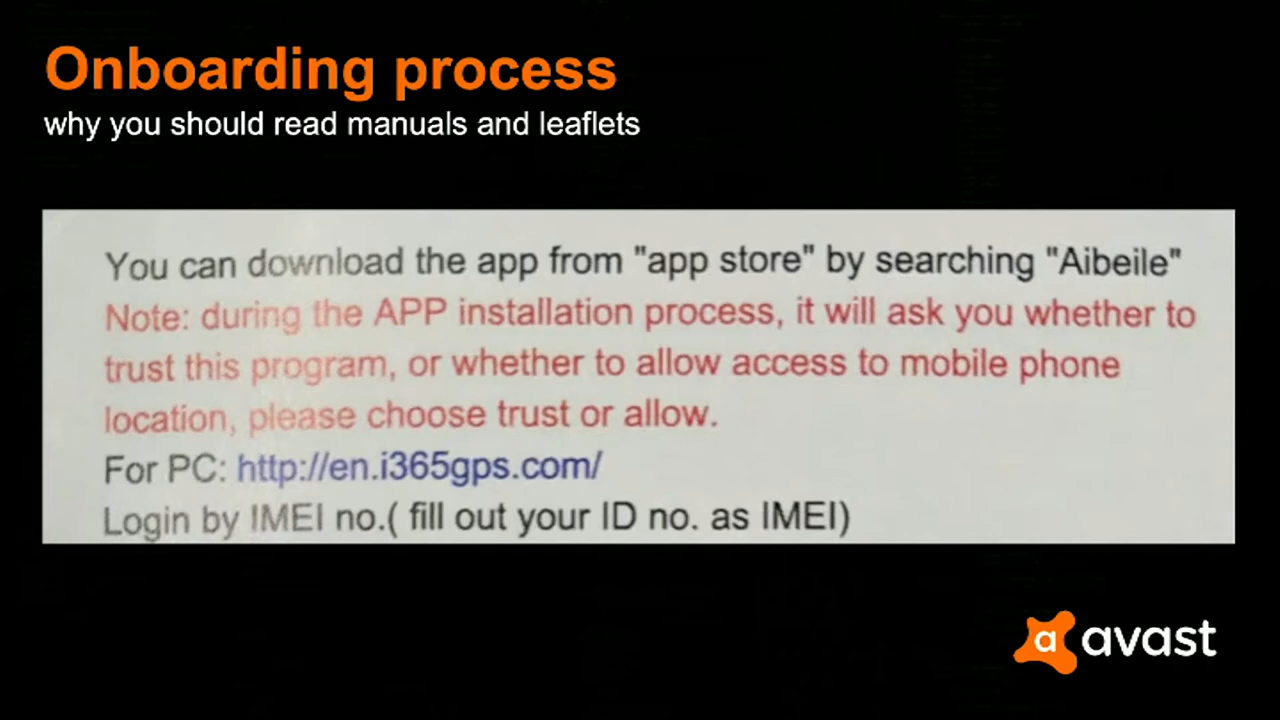 Onboarding process
why you should read manuals and leaflets
You can download the app from "app store" by searching "Aibeile"
Note: during the APP installation process, it will ask you whether to
trust this program, or whether to allow access to mobile phone
location, please choose trust or allow.
For PC: http://en.i365gps.com/
Login by IMEI no.( fill out your ID no. as IMEI)
a avast